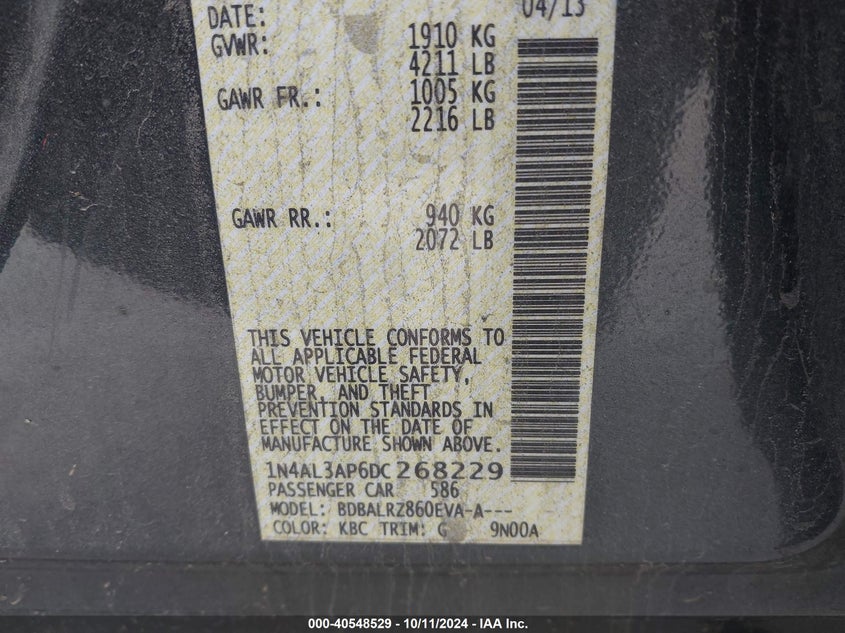 DATE: 04/13
GVWR: 1910 KG
4211 LB
GAWR FR.: 1005 KG
2216 LB
GAWR RR.: 940 KG
2072 LB
THIS VEHICLE CONFORMS TO
ALL APPLICABLE FEDERAL
MOTOR VEHICLE SAFETY,
BUMPER, AND THEFT
PREVENTION STANDARDS IN
EFFECT ON THE DATE OF
MANUFACTURE SHOWN ABOVE.
1N4AL3AP6DC268229
PASSENGER CAR 586
MODEL: BDBALRZ860EVA-A---
COLOR: KBC TRIM: G 9N00A
000-40548529 - 10/11/2024 - IAA Inc.